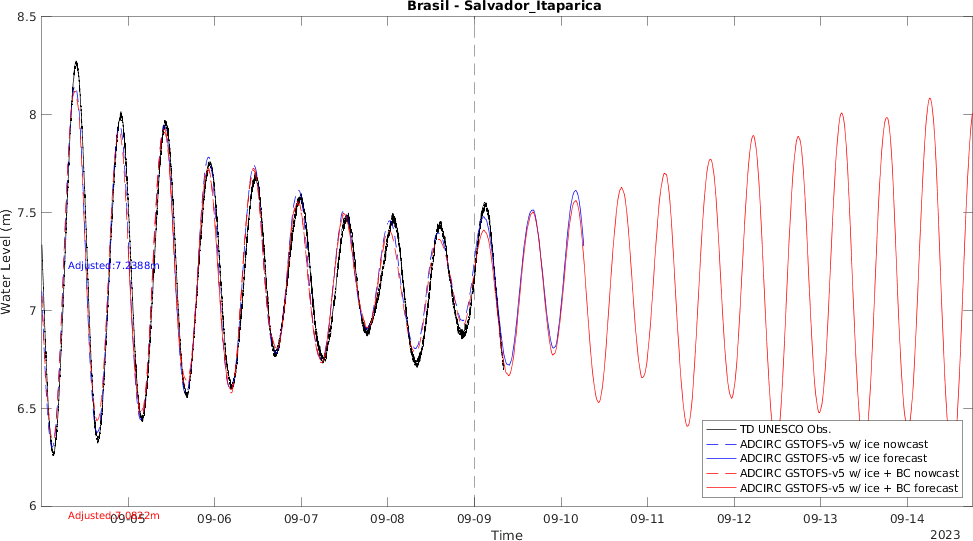 Brasil - Salvador_Itaparica
8.5
8
7.5
7
6.5
6
Water Level (m)
Adjusted:7.2388m
Adjusted:7.0822m
09-05
09-06
09-07
09-08
09-09
09-10
09-11
09-12
09-13
09-14
2023
Time
TD UNESCO Obs.
ADCIRC GSTOFS-v5 w/ ice nowcast
ADCIRC GSTOFS-v5 w/ ice forecast
ADCIRC GSTOFS-v5 w/ ice + BC nowcast
ADCIRC GSTOFS-v5 w/ ice + BC forecast